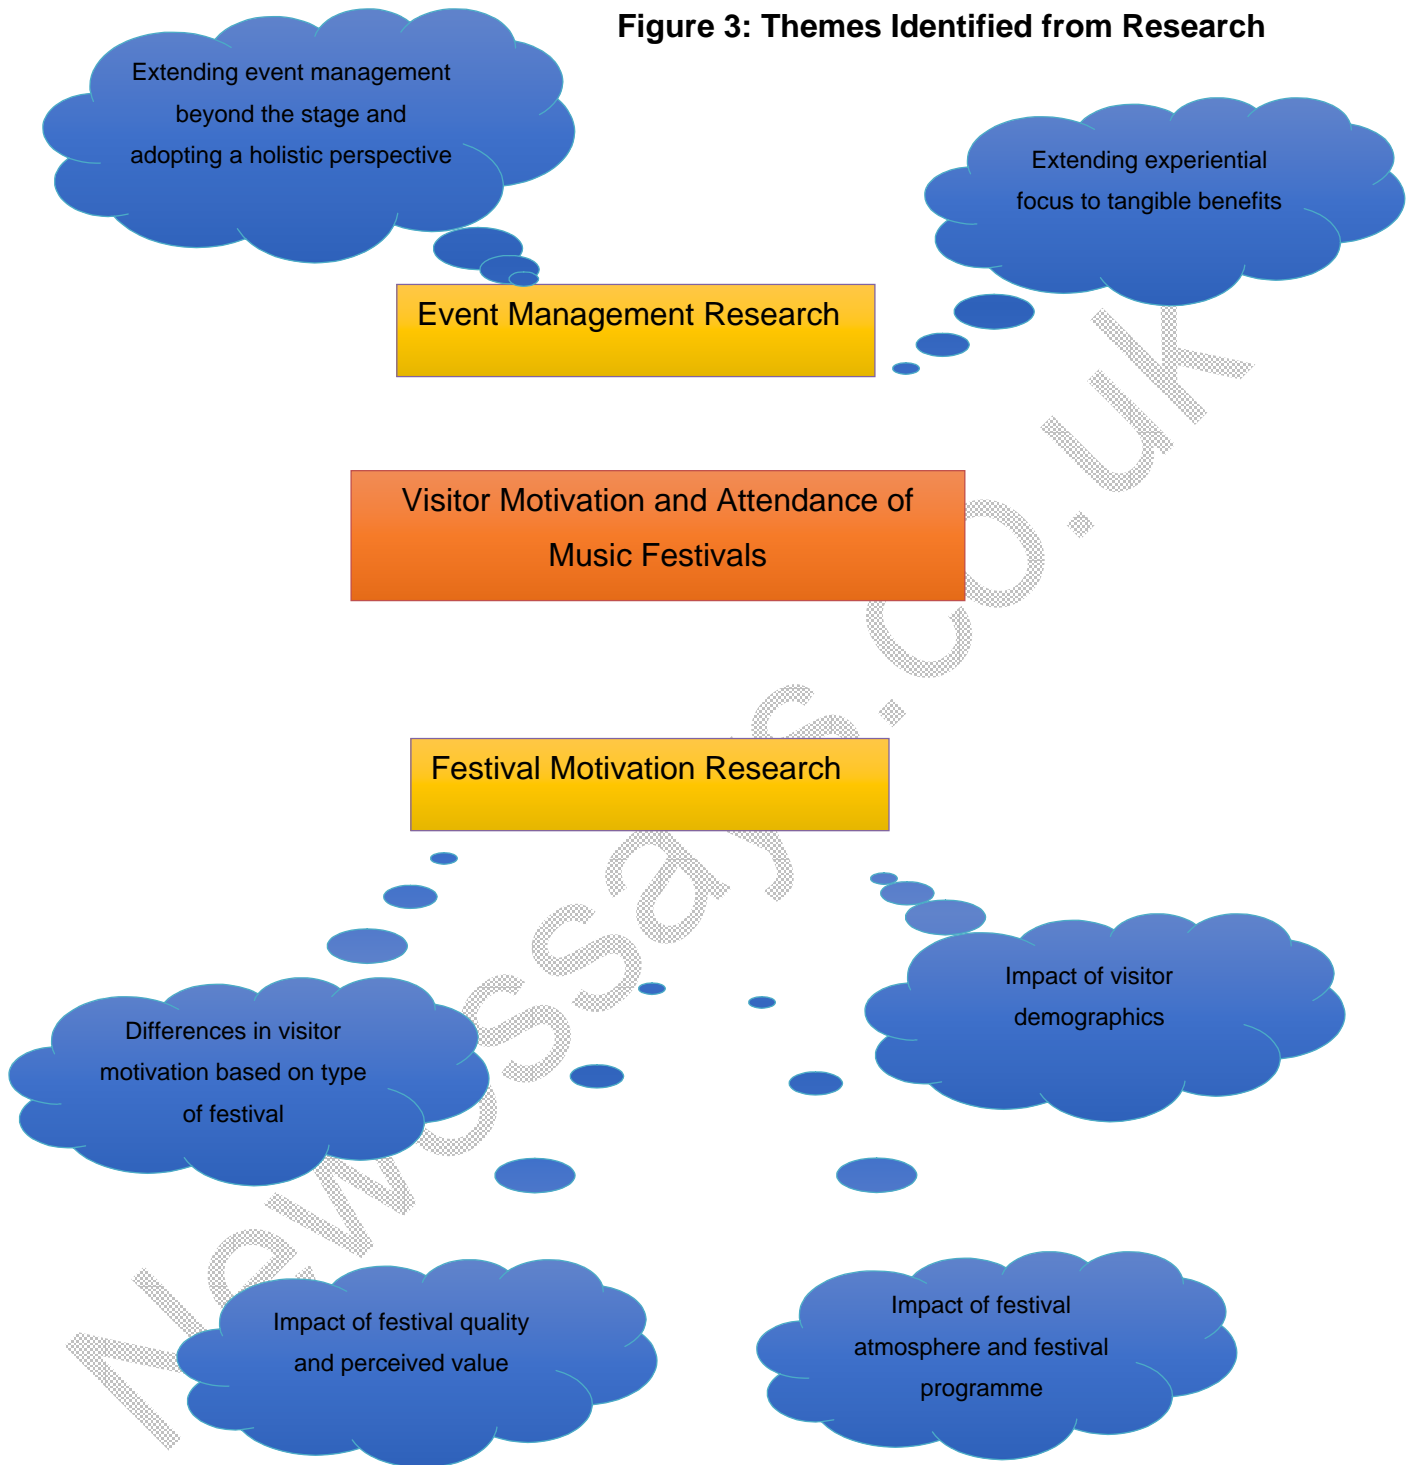 Figure 3: Themes Identified from Research
Extending event management
beyond the stage and
adopting a holistic perspective
Extending experiential
focus to tangible benefits
Event Management Research
Visitor Motivation and Attendance of
Music Festivals
Festival Motivation Research
Impact of visitor
demographics
Differences in visitor
motivation based on type
of festival
Impact of festival quality
and perceived value
Impact of festival
atmosphere and festival
programme
Newessays.co.uk